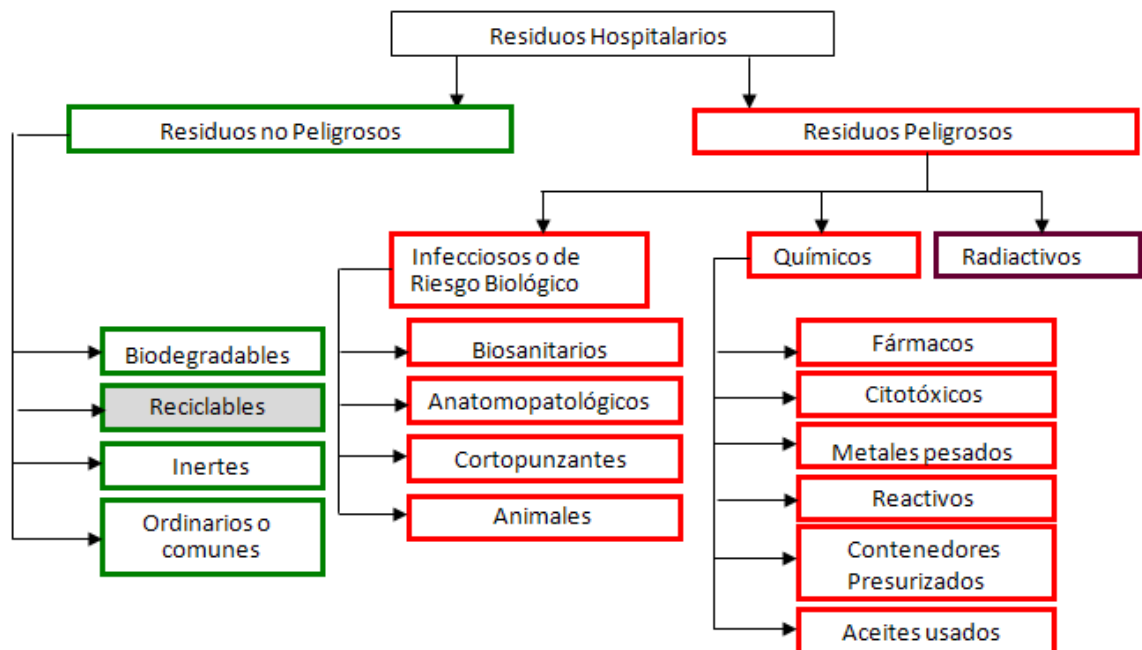 Residuos Hospitalarios
Residuos no Peligrosos
Residuos Peligrosos
Infecciosos o de
Riesgo Biológico
Químicos
Radiactivos
Biodegradables
Reciclables
Inertes
Ordinarios o
comunes
Biosanitarios
Anatomopatológicos
Cortopunzantes
Animales
Fármacos
Citotóxicos
Metales pesados
Reactivos
Contenedores
Presurizados
Aceites usados